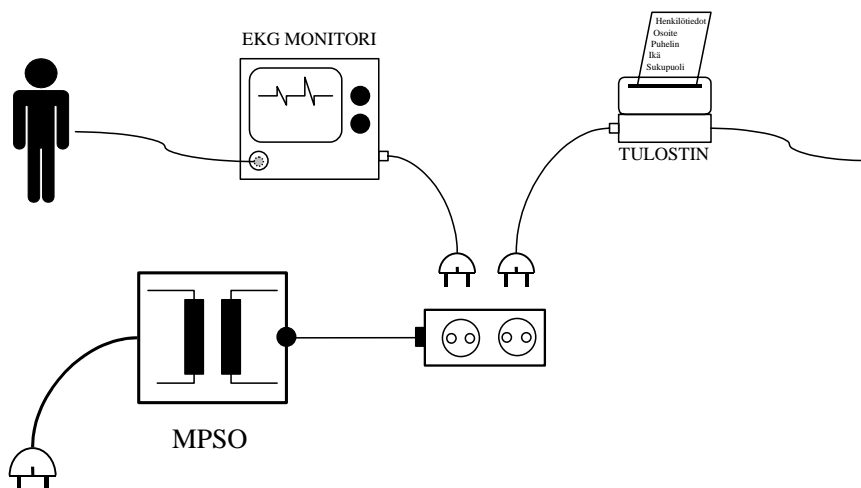 EKG MONITORI
Henkilötiedot
Osoite
Puhelin
Ikä
Sukupuoli
TULOSTIN
MPSO